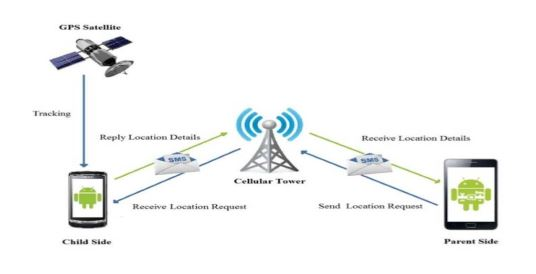 GPS Satellite
Tracking
Reply Location Details
Receive Location Details
SMS
SMS
Cellular Tower
Receive Location Request
Send Location Request
Child Side
Parent Side